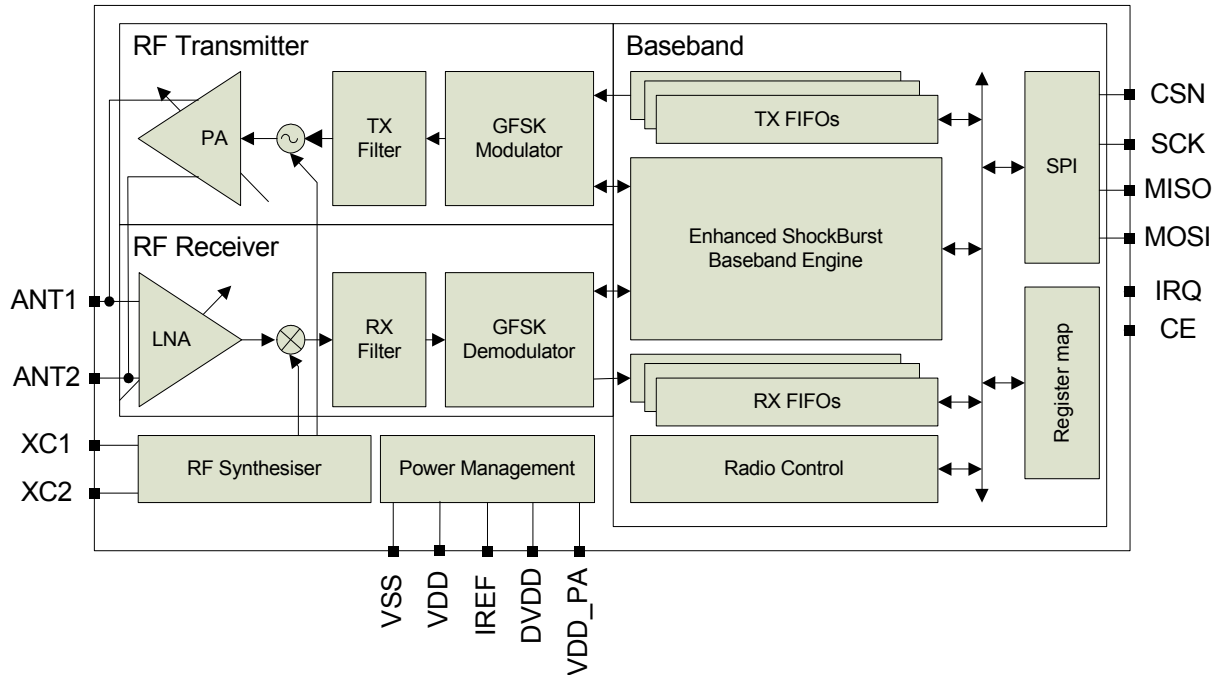 RF Transmitter
PA
TX
Filter
GFSK
Modulator
RF Receiver
LNA
RX
Filter
GFSK
Demodulator
RF Synthesiser
Power Management
Baseband
TX FIFOs
Enhanced ShockBurst
Baseband Engine
RX FIFOs
Radio Control
SPI
Register map
CSN
SCK
MISO
MOSI
IRQ
CE
ANT1
ANT2
XC1
XC2
VSS
VDD
IREF
DVDD
VDD_PA